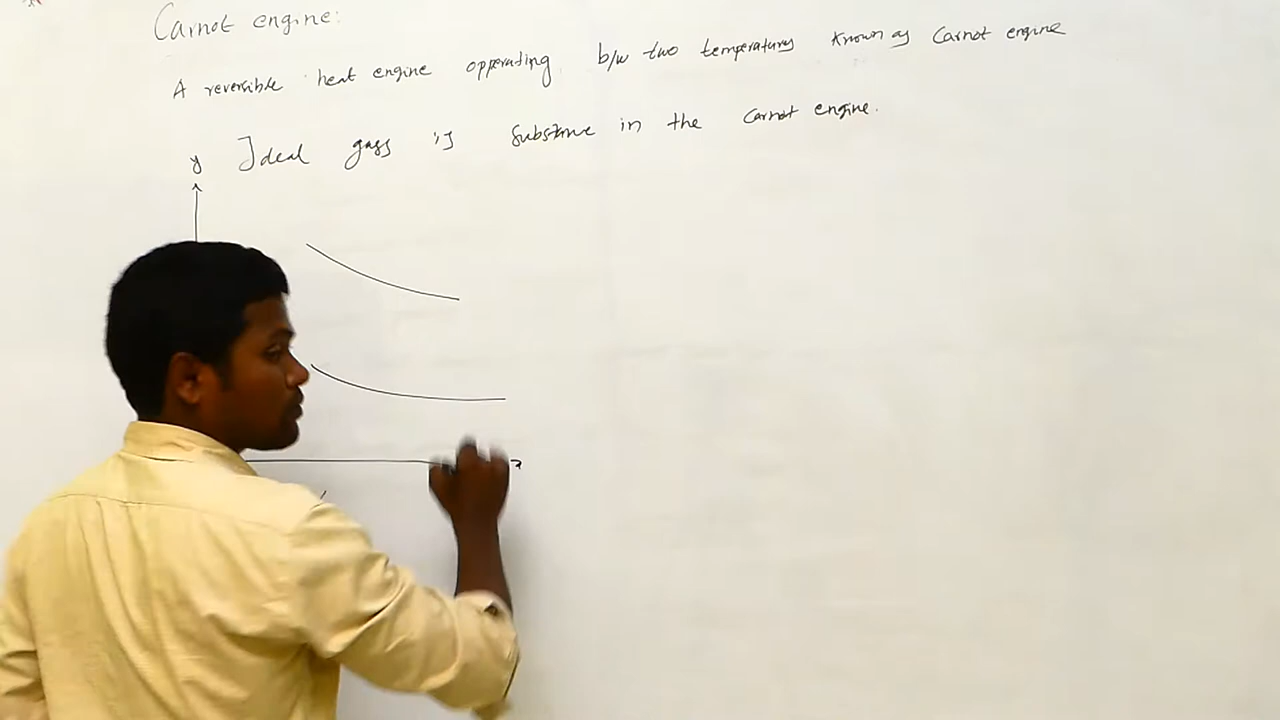 Carnot engine:
A reversible heat engine opperating b/w two temperatures known as Carnot engine
Ideal gass is substance in the carnot engine.
y